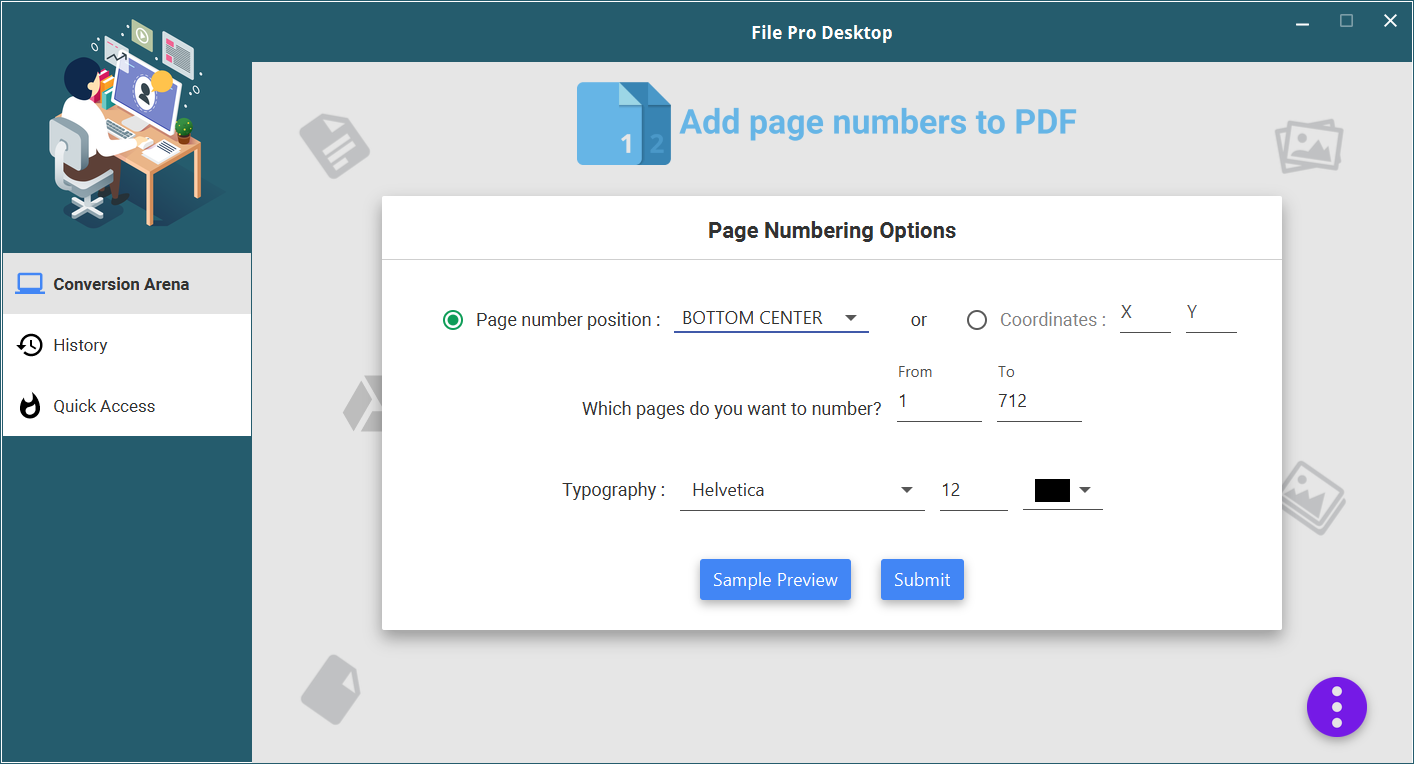 File Pro Desktop
1 2 Add page numbers to PDF
Conversion Arena
History
Quick Access
Page Numbering Options
Page number position : BOTTOM CENTER or Coordinates : X Y
From To
Which pages do you want to number? 1 712
Typography : Helvetica 12
Sample Preview Submit